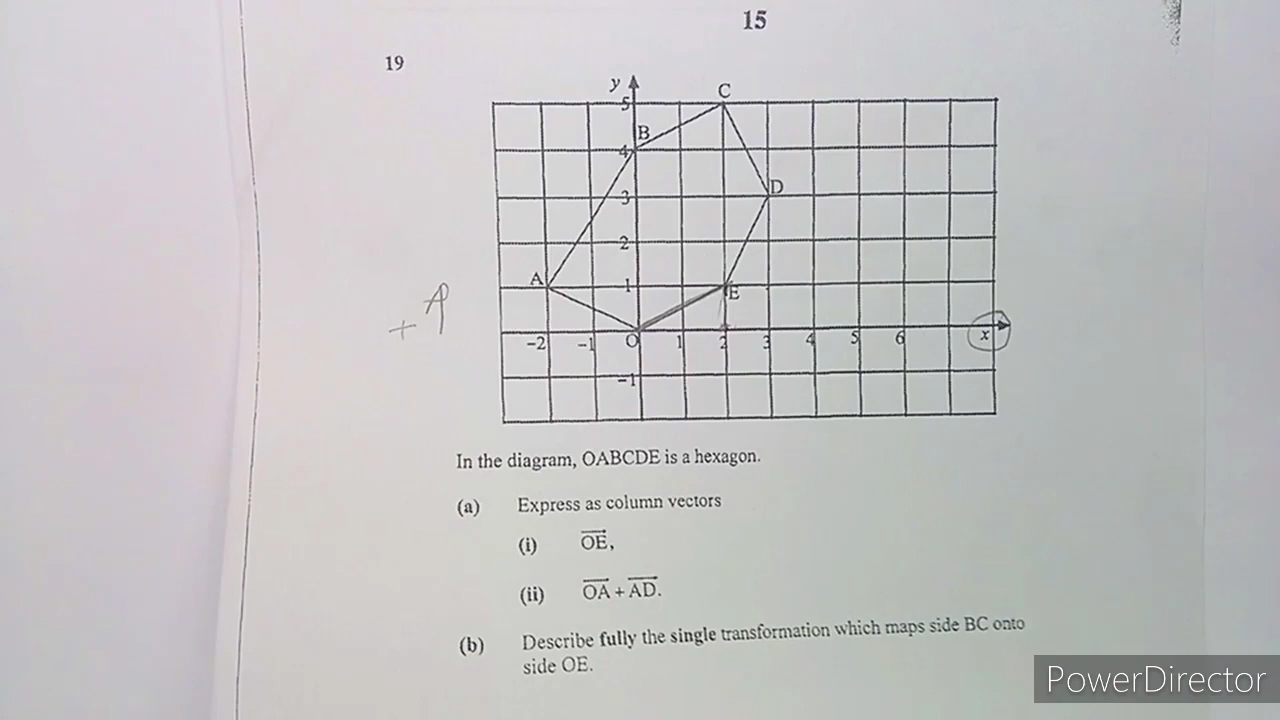 15
19
y
5
C
B
4
3
D
2
A
1
E
-2 -1 O 1 2 3 4 5 6 x
-1
+ A
In the diagram, OABCDE is a hexagon.
(a) Express as column vectors
(i) OE,
(ii) OA + AD.
(b) Describe fully the single transformation which maps side BC onto
side OE.
PowerDirector